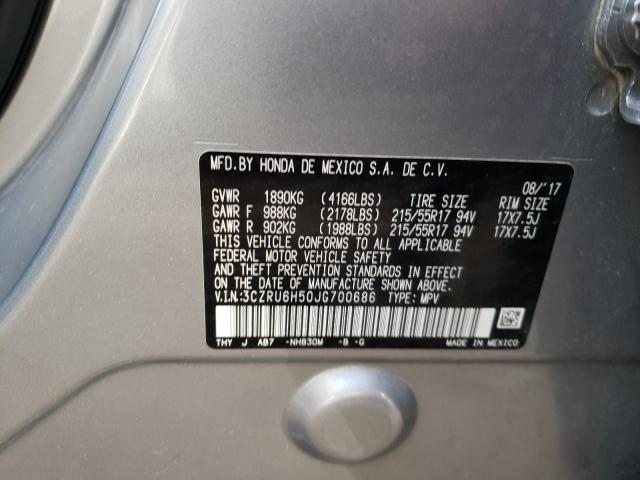 MFD.BY HONDA DE MEXICO S.A. DE C.V.
08/'17
GVWR 1890KG (4166LBS) TIRE SIZE RIM SIZE
GAWR F 988KG (2178LBS) 215/55R17 94V 17X7.5J
GAWR R 902KG (1988LBS) 215/55R17 94V 17X7.5J
THIS VEHICLE CONFORMS TO ALL APPLICABLE
FEDERAL MOTOR VEHICLE SAFETY
AND THEFT PREVENTION STANDARDS IN EFFECT
ON THE DATE OF MANUFACTURE SHOWN ABOVE.
V.I.N:3CZRU6H50JG700686 TYPE: MPV
THY J AB7 -NH830M -B -G MADE IN MEXICO